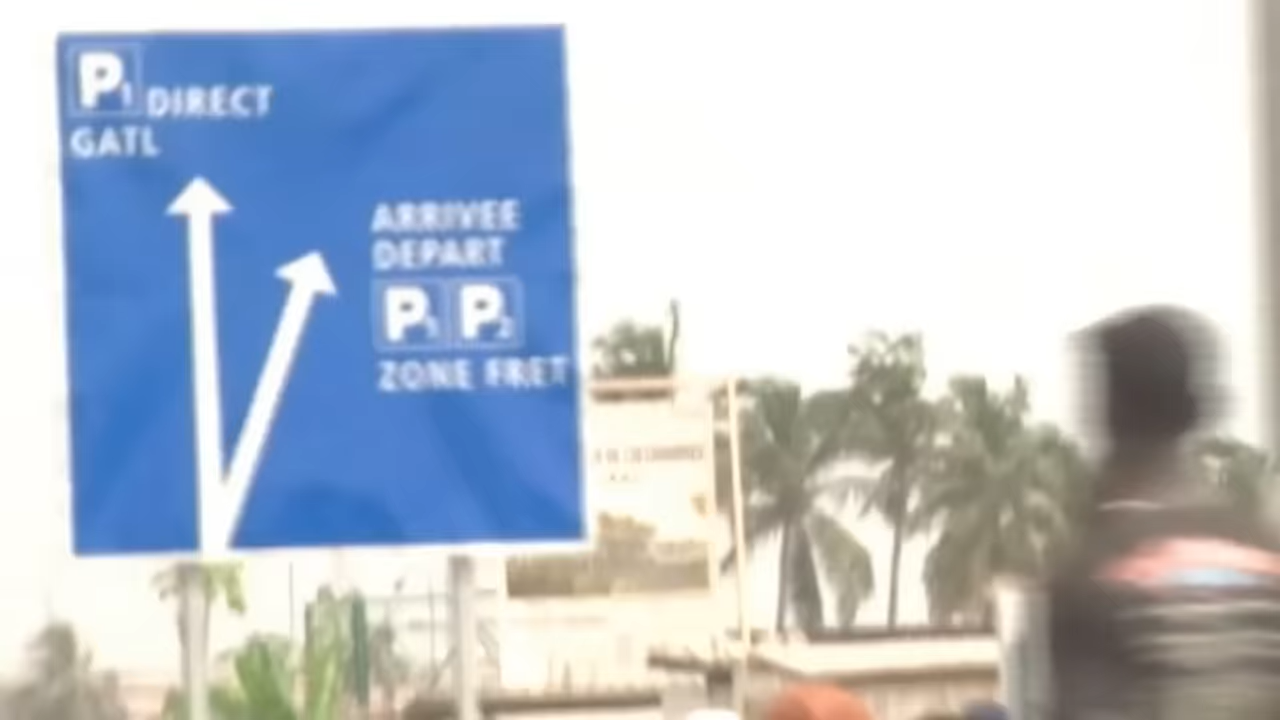 P1 DIRECT
GATL
ARRIVEE
DEPART
P1 P2
ZONE FRET